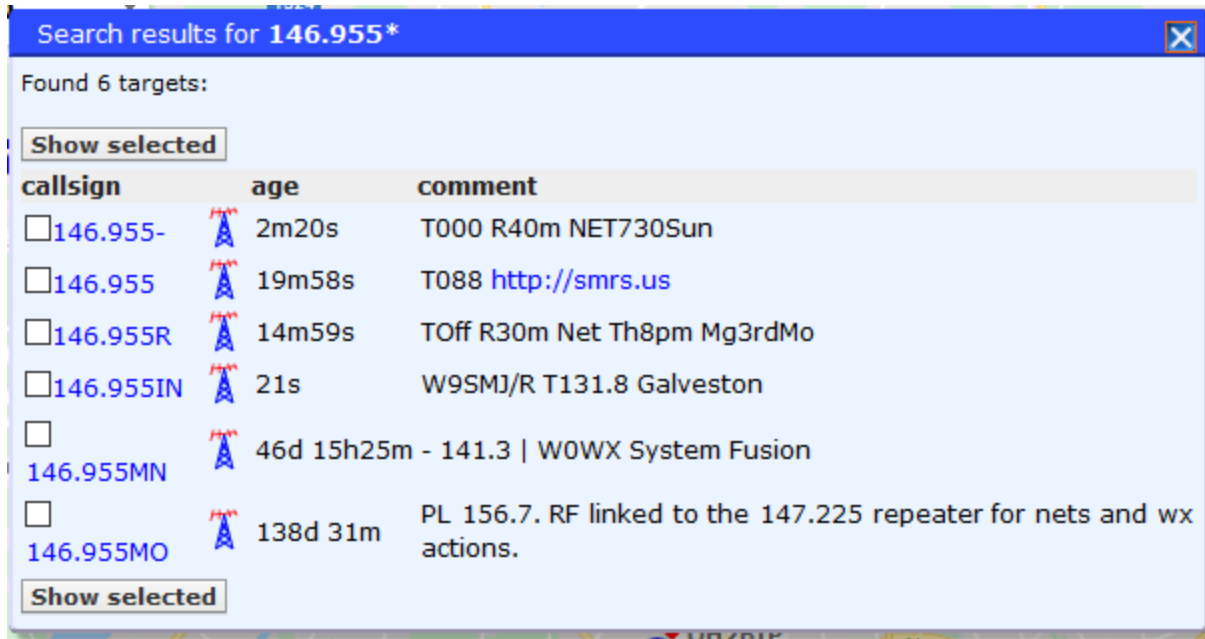 Search results for 146.955*
Found 6 targets:
Show selected
callsign age comment
146.955- 2m20s T000 R40m NET730Sun
146.955 19m58s T088 http://smrs.us
146.955R 14m59s TOff R30m Net Th8pm Mg3rdMo
146.955IN 21s W9SMJ/R T131.8 Galveston
146.955MN 46d 15h25m - 141.3 | W0WX System Fusion
146.955MO 138d 31m PL 156.7. RF linked to the 147.225 repeater for nets and wx
actions.
Show selected